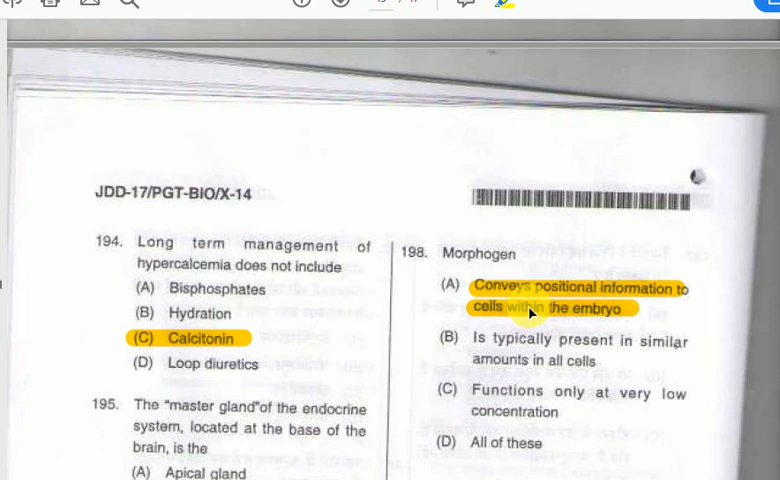 JDD-17/PGT-BIO/X-14
194. Long term management of
hypercalcemia does not include
(A) Bisphosphates
(B) Hydration
(C) Calcitonin
(D) Loop diuretics
195. The "master gland"of the endocrine
system, located at the base of the
brain, is the
(A) Apical gland
198. Morphogen
(A) Conveys positional information to
cells within the embryo
(B) Is typically present in similar
amounts in all cells
(C) Functions only at very low
concentration
(D) All of these